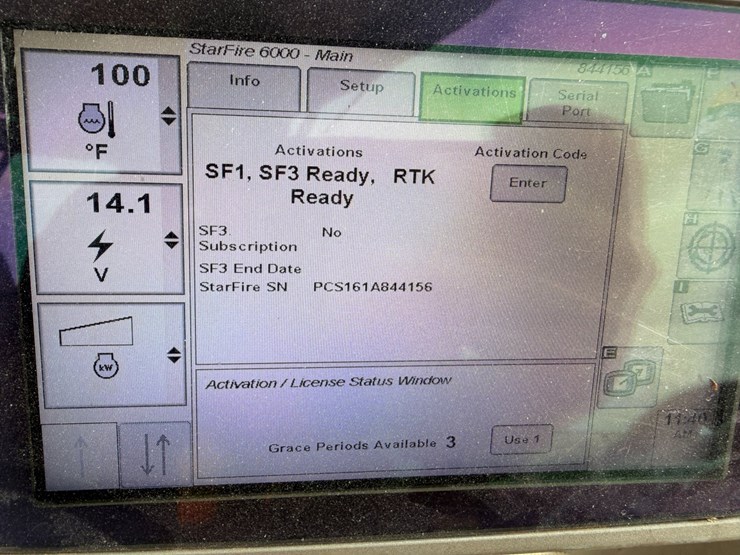 StarFire 6000 - Main
844156
100
°F
14.1
V
kW
Info
Setup
Activations
Serial
Port
A
Activations
SF1, SF3 Ready, RTK
Ready
Activation Code
Enter
SF3
Subscription
No
SF3 End Date
StarFire SN PCS161A844156
Activation / License Status Window
Grace Periods Available 3
Use 1
E
F
G
H
I